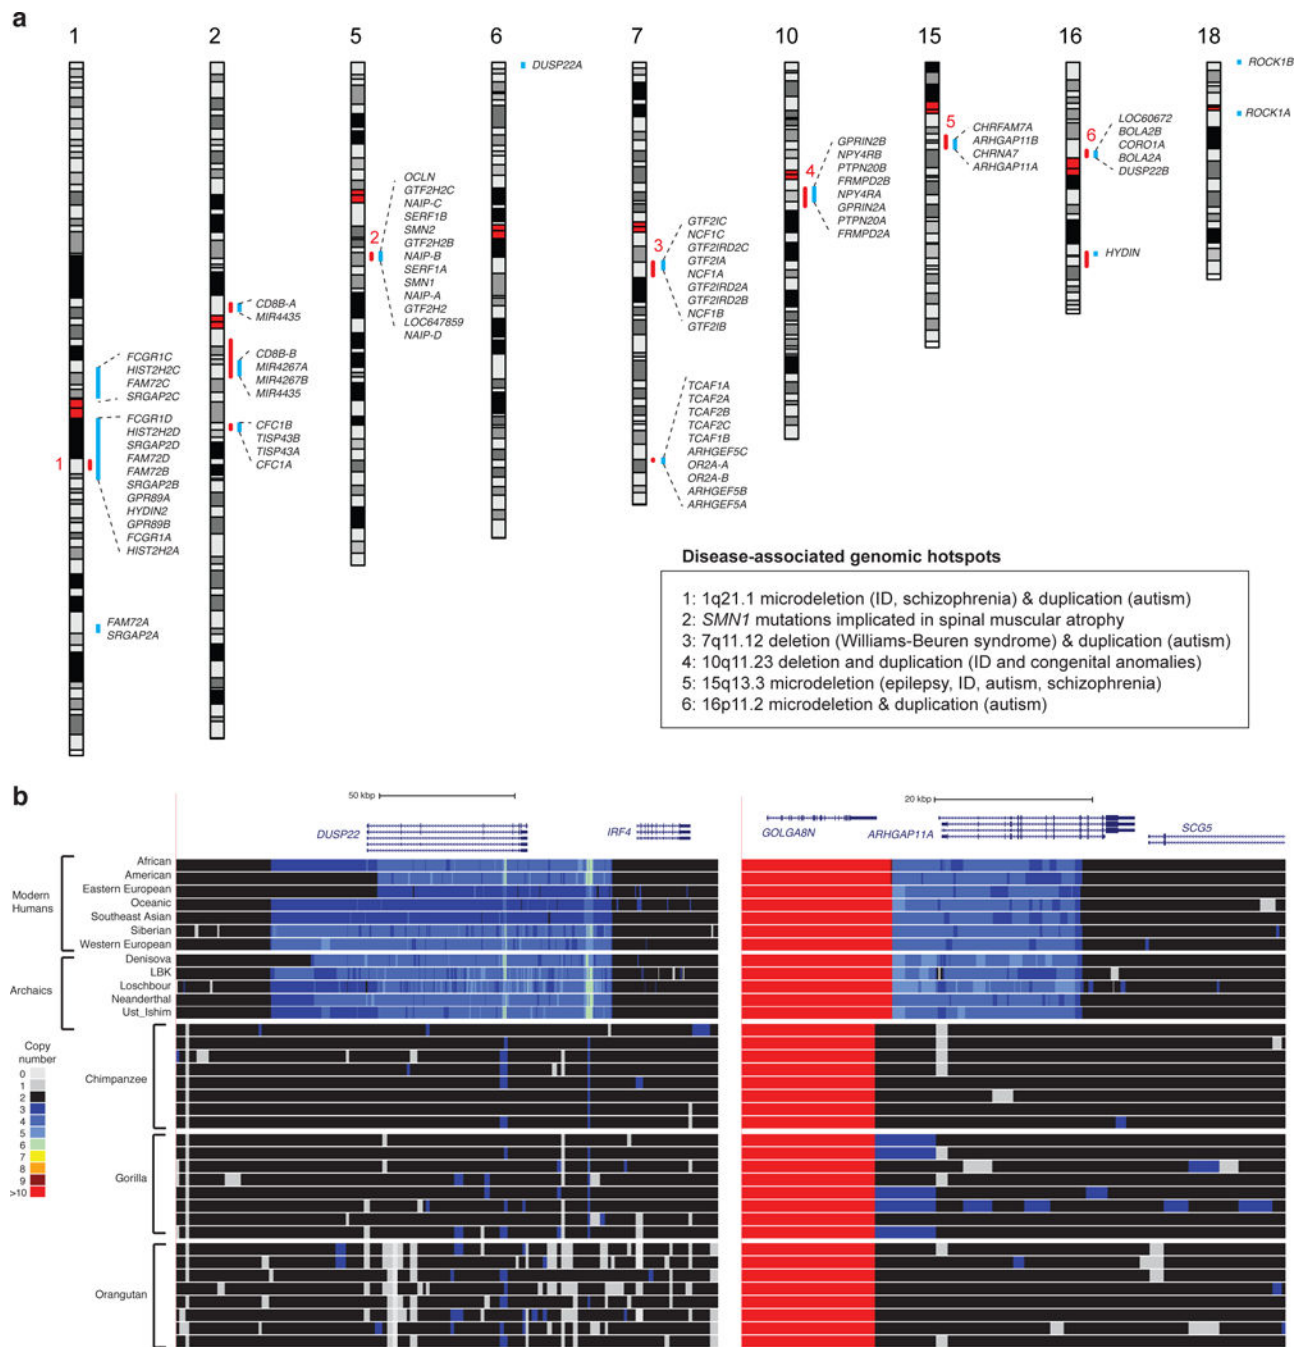 a
1 2 5 6 7 10 15 16 18
DUSP22A
ROCK1B
ROCK1A
5
CHRFAM7A
ARHGAP11B
CHRNA7
ARHGAP11A
6
LOC60672
BOLA2B
CORO1A
BOLA2A
DUSP22B
HYDIN
4
GPRIN2B
NPY4RB
PTPN20B
FRMPD2B
NPY4RA
GPRIN2A
PTPN20A
FRMPD2A
2
OCLN
GTF2H2C
NAIP-C
SERF1B
SMN2
GTF2H2B
NAIP-B
SERF1A
SMN1
NAIP-A
GTF2H2
LOC647859
NAIP-D
3
GTF2IC
NCF1C
GTF2IRD2C
GTF2IA
NCF1A
GTF2IRD2A
GTF2IRD2B
NCF1B
GTF2IB
CD8B-A
MIR4435
CD8B-B
MIR4267A
MIR4267B
MIR4435
CFC1B
TISP43B
TISP43A
CFC1A
FCGR1C
HIST2H2C
FAM72C
SRGAP2C
1
FCGR1D
HIST2H2D
SRGAP2D
FAM72D
FAM72B
SRGAP2B
GPR89A
HYDIN2
GPR89B
FCGR1A
HIST2H2A
FAM72A
SRGAP2A
TCAF1A
TCAF2A
TCAF2B
TCAF2C
TCAF1B
ARHGEF5C
OR2A-A
OR2A-B
ARHGEF5B
ARHGEF5A
Disease-associated genomic hotspots
1: 1q21.1 microdeletion (ID, schizophrenia) & duplication (autism)
2: SMN1 mutations implicated in spinal muscular atrophy
3: 7q11.12 deletion (Williams-Beuren syndrome) & duplication (autism)
4: 10q11.23 deletion and duplication (ID and congenital anomalies)
5: 15q13.3 microdeletion (epilepsy, ID, autism, schizophrenia)
6: 16p11.2 microdeletion & duplication (autism)
b
50 kbp
DUSP22
IRF4
20 kbp
GOLGA8N
ARHGAP11A
SCG5
Modern
Humans
African
American
Eastern European
Oceanic
Southeast Asian
Siberian
Western European
Archaics
Denisova
LBK
Loschbour
Neanderthal
Ust_Ishim
Chimpanzee
Gorilla
Orangutan
Copy
number
0
1
2
3
4
5
6
7
8
9
>10